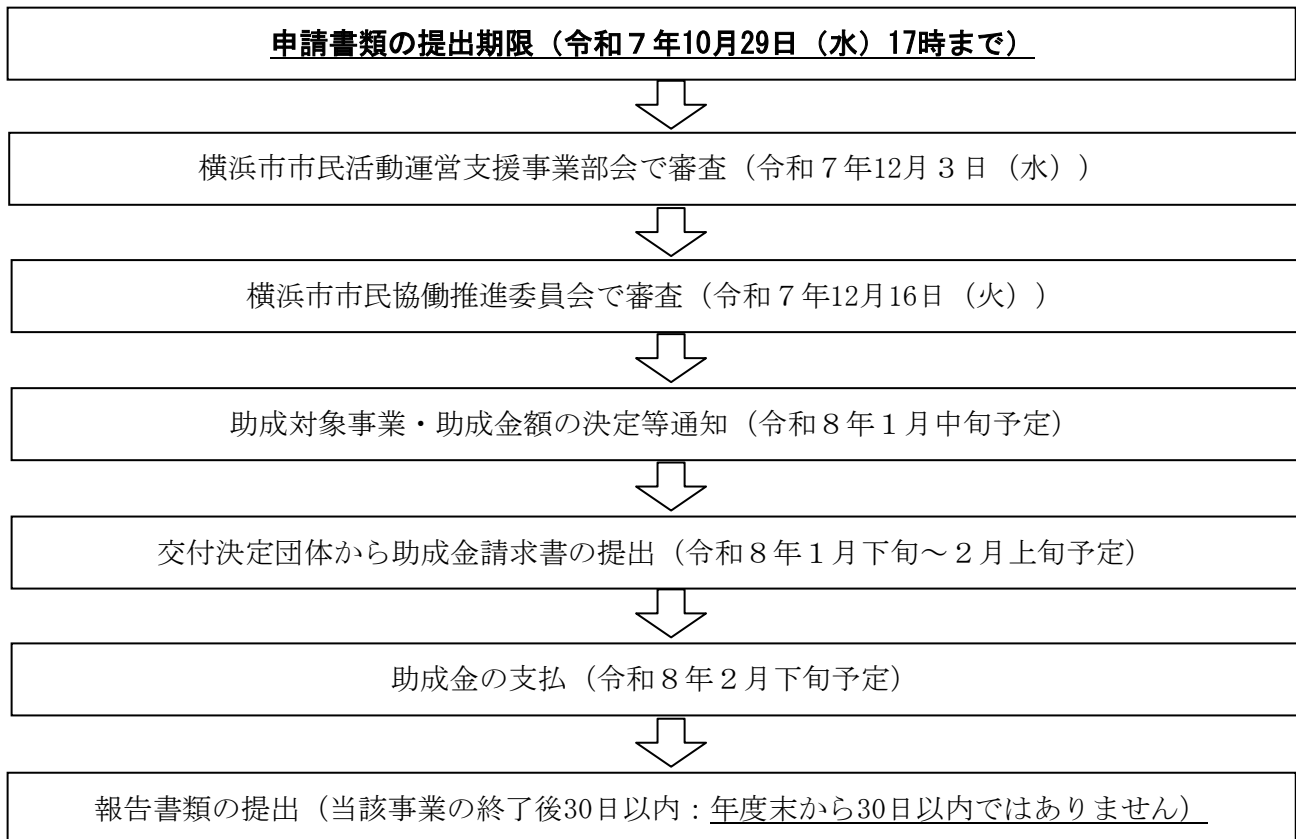 申請書類の提出期限（令和７年10月29日（水）17時まで）
横浜市市民活動運営支援事業部会で審査（令和７年12月３日（水））
横浜市市民協働推進委員会で審査（令和７年12月16日（火））
助成対象事業・助成金額の決定等通知（令和８年１月中旬予定）
交付決定団体から助成金請求書の提出（令和８年１月下旬～２月上旬予定）
助成金の支払（令和８年２月下旬予定）
報告書類の提出（当該事業の終了後30日以内：年度末から30日以内ではありません）